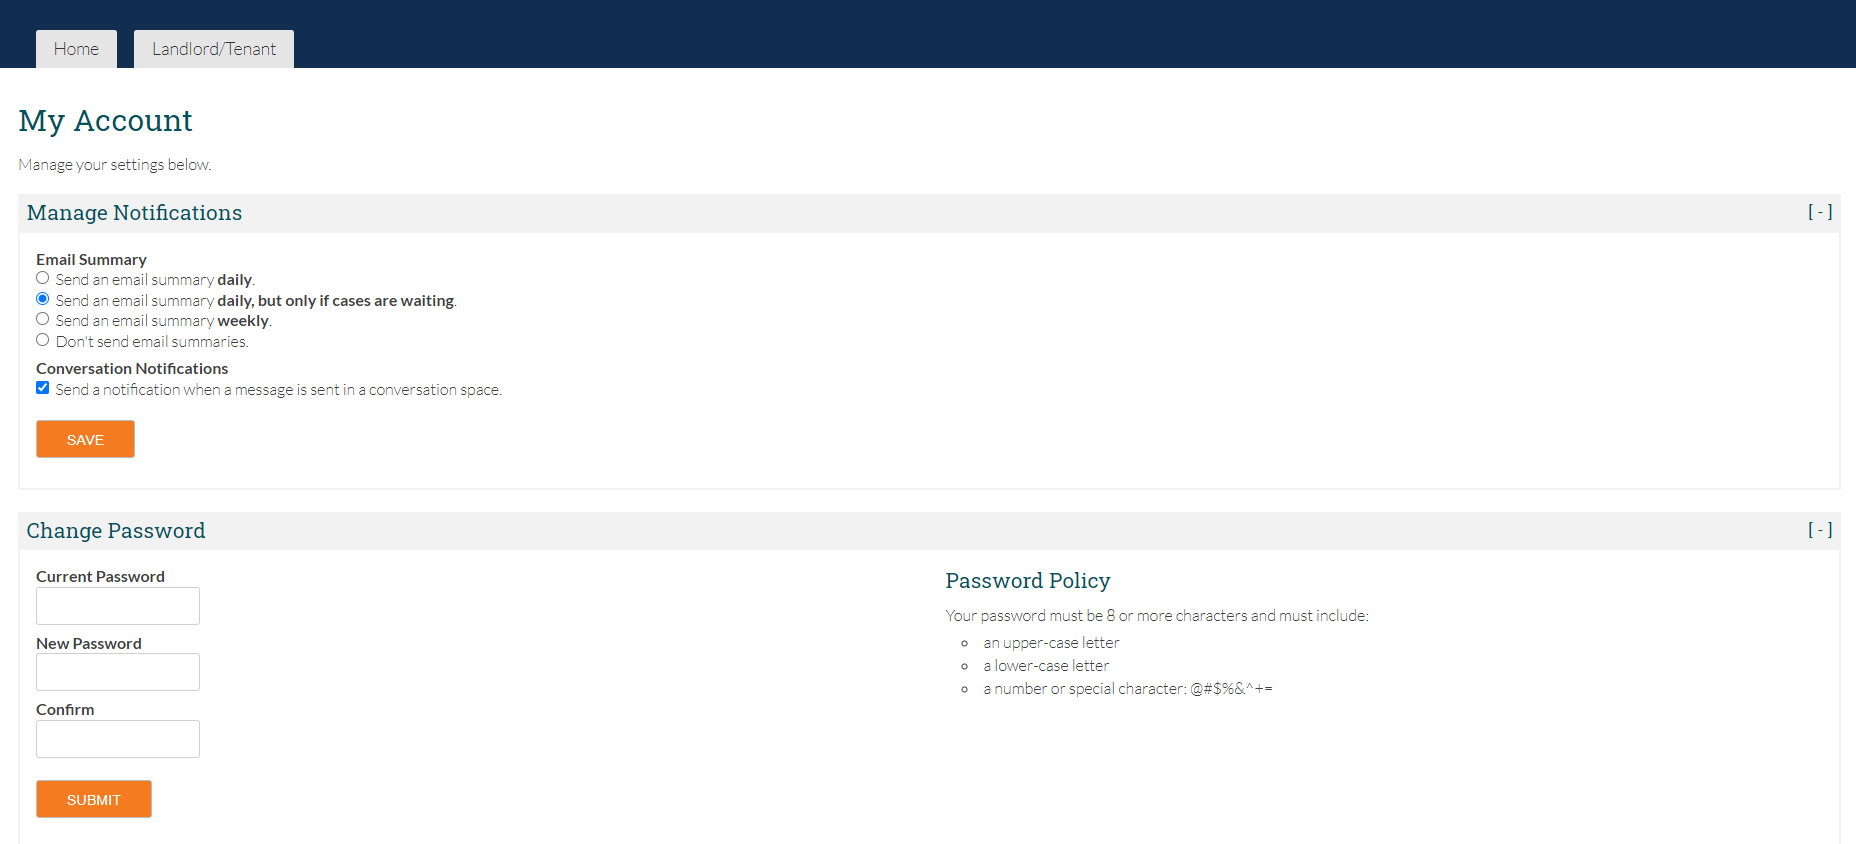 Home
Landlord/Tenant
My Account
Manage your settings below.
Manage Notifications
[ - ]
Email Summary
Send an email summary daily.
Send an email summary daily, but only if cases are waiting.
Send an email summary weekly.
Don't send email summaries.
Conversation Notifications
Send a notification when a message is sent in a conversation space.
SAVE
Change Password
[ - ]
Current Password
New Password
Confirm
SUBMIT
Password Policy
Your password must be 8 or more characters and must include:
an upper-case letter
a lower-case letter
a number or special character: @#$%&^+=